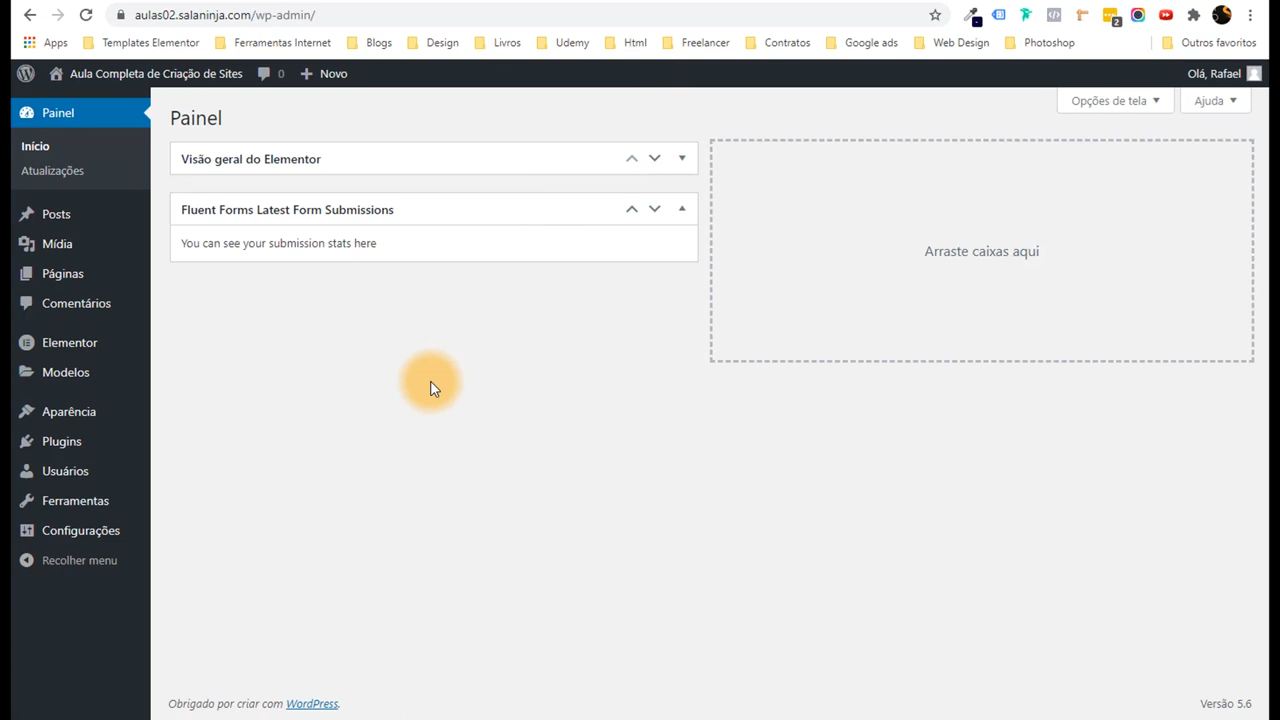 aulas02.salaninja.com/wp-admin/
2
Apps Templates Elementor Ferramentas Internet Blogs Design Livros Udemy Html Freelancer Contratos Google ads Web Design Photoshop Outros favoritos
Aula Completa de Criação de Sites 0 Novo Olá, Rafael
Painel
Início
Atualizações
Posts
Mídia
Páginas
Comentários
Elementor
Modelos
Aparência
Plugins
Usuários
Ferramentas
Configurações
Recolher menu
Opções de tela Ajuda
Painel
Visão geral do Elementor
Fluent Forms Latest Form Submissions
You can see your submission stats here
Arraste caixas aqui
Obrigado por criar com WordPress. Versão 5.6